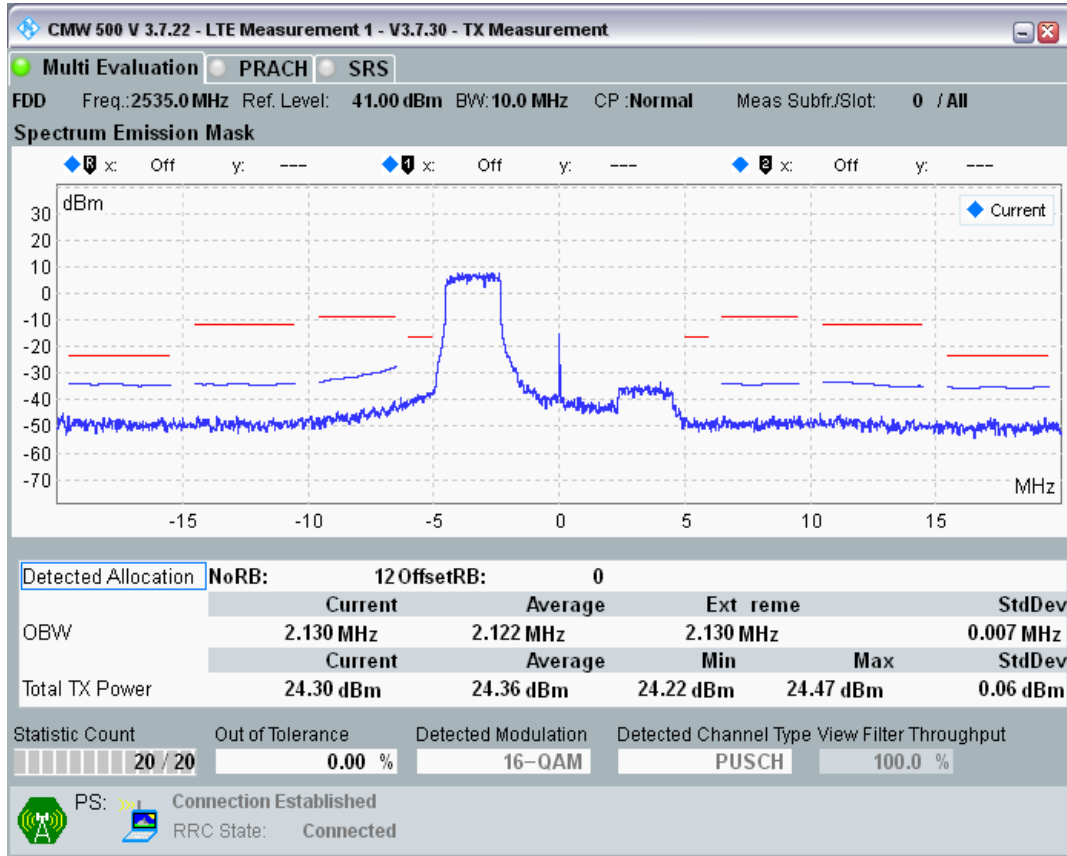 CMW 500 V 3.7.22 - LTE Measurement 1 - V3.7.30 - TX Measurement
Multi Evaluation PRACH SRS
FDD Freq.:2535.0 MHz Ref. Level: 41.00 dBm BW: 10.0 MHz CP :Normal Meas Subfr./Slot: 0 / All
Spectrum Emission Mask
R x: Off y: --- 1 x: Off y: --- 2 x: Off y: ---
dBm
Current
30
20
10
0
-10
-20
-30
-40
-50
-60
-70
MHz
-15 -10 -5 0 5 10 15
Detected Allocation NoRB: 12 OffsetRB: 0
Current Average Ext reme StdDev
OBW 2.130 MHz 2.122 MHz 2.130 MHz 0.007 MHz
Current Average Min Max StdDev
Total TX Power 24.30 dBm 24.36 dBm 24.22 dBm 24.47 dBm 0.06 dBm
Statistic Count Out of Tolerance Detected Modulation Detected Channel Type View Filter Throughput
20 / 20 0.00 % 16-QAM PUSCH 100.0 %
PS: Connection Established
RRC State: Connected